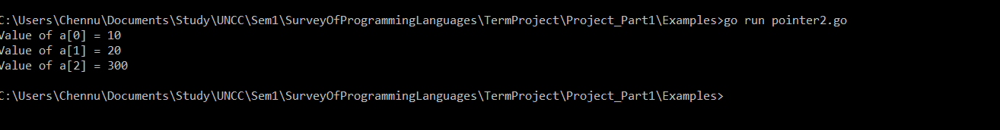 C:\Users\Chennu\Documents\Study\UNCC\Sem1\SurveyOfProgrammingLanguages\TermProject\Project_Part1\Examples>go run pointer2.go
Value of a[0] = 10
Value of a[1] = 20
Value of a[2] = 300
C:\Users\Chennu\Documents\Study\UNCC\Sem1\SurveyOfProgrammingLanguages\TermProject\Project_Part1\Examples>